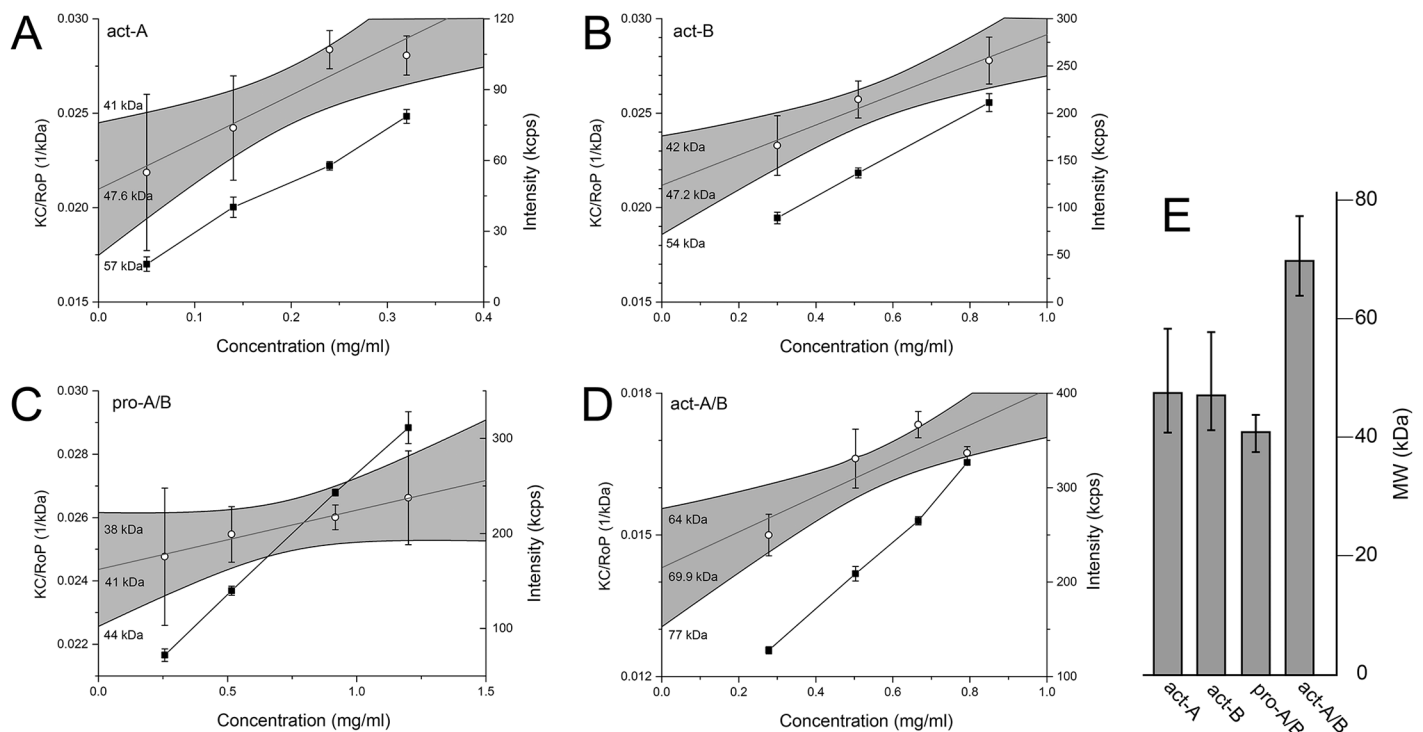 A
act-A
0.030
0.025
0.020
0.015
KC/RoP (1/kDa)
41 kDa
47.6 kDa
57 kDa
120
90
60
30
0
Intensity (kcps)
0.0
0.1
0.2
0.3
0.4
Concentration (mg/ml)
B
act-B
0.030
0.025
0.020
0.015
KC/RoP (1/kDa)
42 kDa
47.2 kDa
54 kDa
300
250
200
150
100
50
0
Intensity (kcps)
0.0
0.2
0.4
0.6
0.8
1.0
Concentration (mg/ml)
C
pro-A/B
0.030
0.028
0.026
0.024
0.022
KC/RoP (1/kDa)
38 kDa
41 kDa
44 kDa
300
200
100
Intensity (kcps)
0.0
0.5
1.0
1.5
Concentration (mg/ml)
D
act-A/B
0.018
0.015
0.012
KC/RoP (1/kDa)
64 kDa
69.9 kDa
77 kDa
400
300
200
100
Intensity (kcps)
0.0
0.2
0.4
0.6
0.8
1.0
Concentration (mg/ml)
E
80
60
40
20
0
MW (kDa)
act-A
act-B
pro-A/B
act-A/B